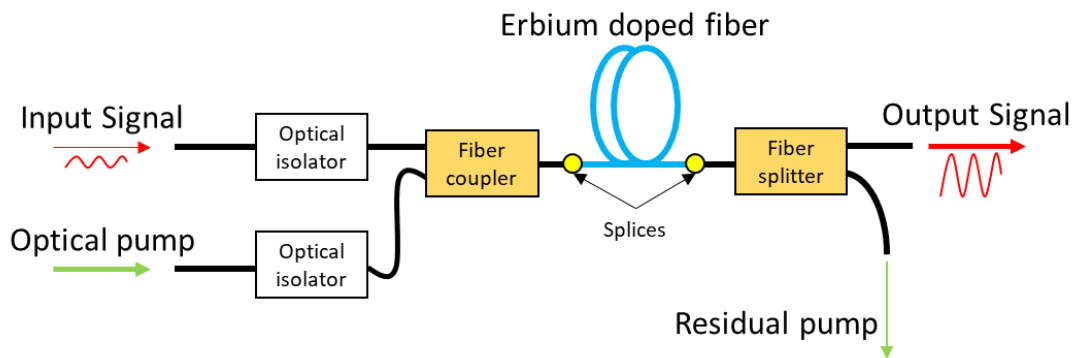 Erbium doped fiber
Input Signal
Optical
isolator
Fiber
coupler
Fiber
splitter
Output Signal
Splices
Optical pump
Optical
isolator
Residual pump